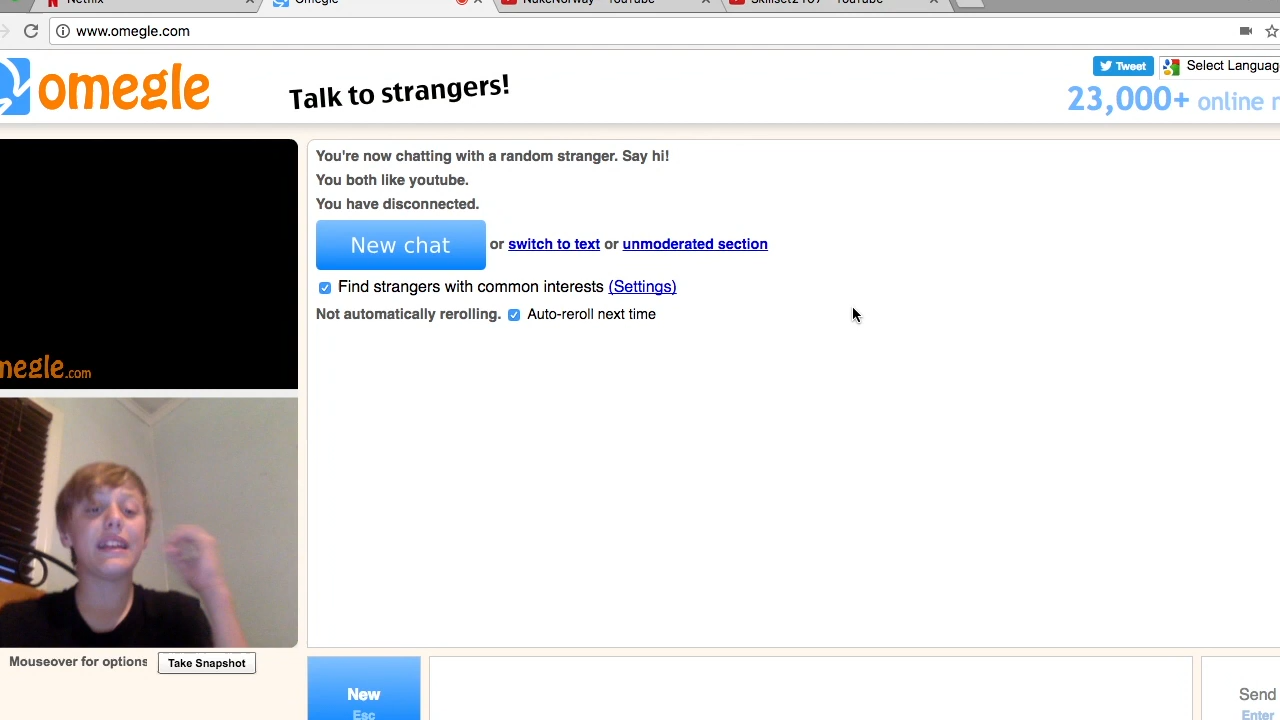 Netflix
Omegle
NukeNorway - YouTube
www.omegle.com
omegle
Talk to strangers!
Tweet
Select Languag
23,000+ online
You're now chatting with a random stranger. Say hi!
You both like youtube.
You have disconnected.
New chat or switch to text or unmoderated section
Find strangers with common interests (Settings)
Not automatically rerolling. Auto-reroll next time
megle.com
Mouseover for options
Take Snapshot
New
Esc
Send
Enter